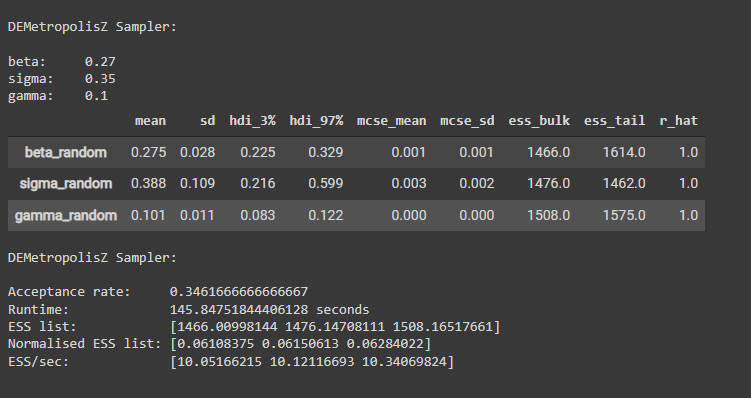 DEMetropolisZ Sampler:
beta: 0.27
sigma: 0.35
gamma: 0.1
mean sd hdi_3% hdi_97% mcse_mean mcse_sd ess_bulk ess_tail r_hat
beta_random 0.275 0.028 0.225 0.329 0.001 0.001 1466.0 1614.0 1.0
sigma_random 0.388 0.109 0.216 0.599 0.003 0.002 1476.0 1462.0 1.0
gamma_random 0.101 0.011 0.083 0.122 0.000 0.000 1508.0 1575.0 1.0
DEMetropolisZ Sampler:
Acceptance rate: 0.3461666666666667
Runtime: 145.84751844406128 seconds
ESS list: [1466.00998144 1476.14708111 1508.16517661]
Normalised ESS list: [0.06108375 0.06150613 0.06284022]
ESS/sec: [10.05166215 10.12116693 10.34069824]